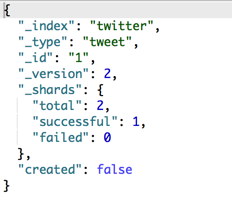 {
  "_index": "twitter",
  "_type": "tweet",
  "_id": "1",
  "_version": 2,
  "_shards": {
    "total": 2,
    "successful": 1,
    "failed": 0
  },
  "created": false
}